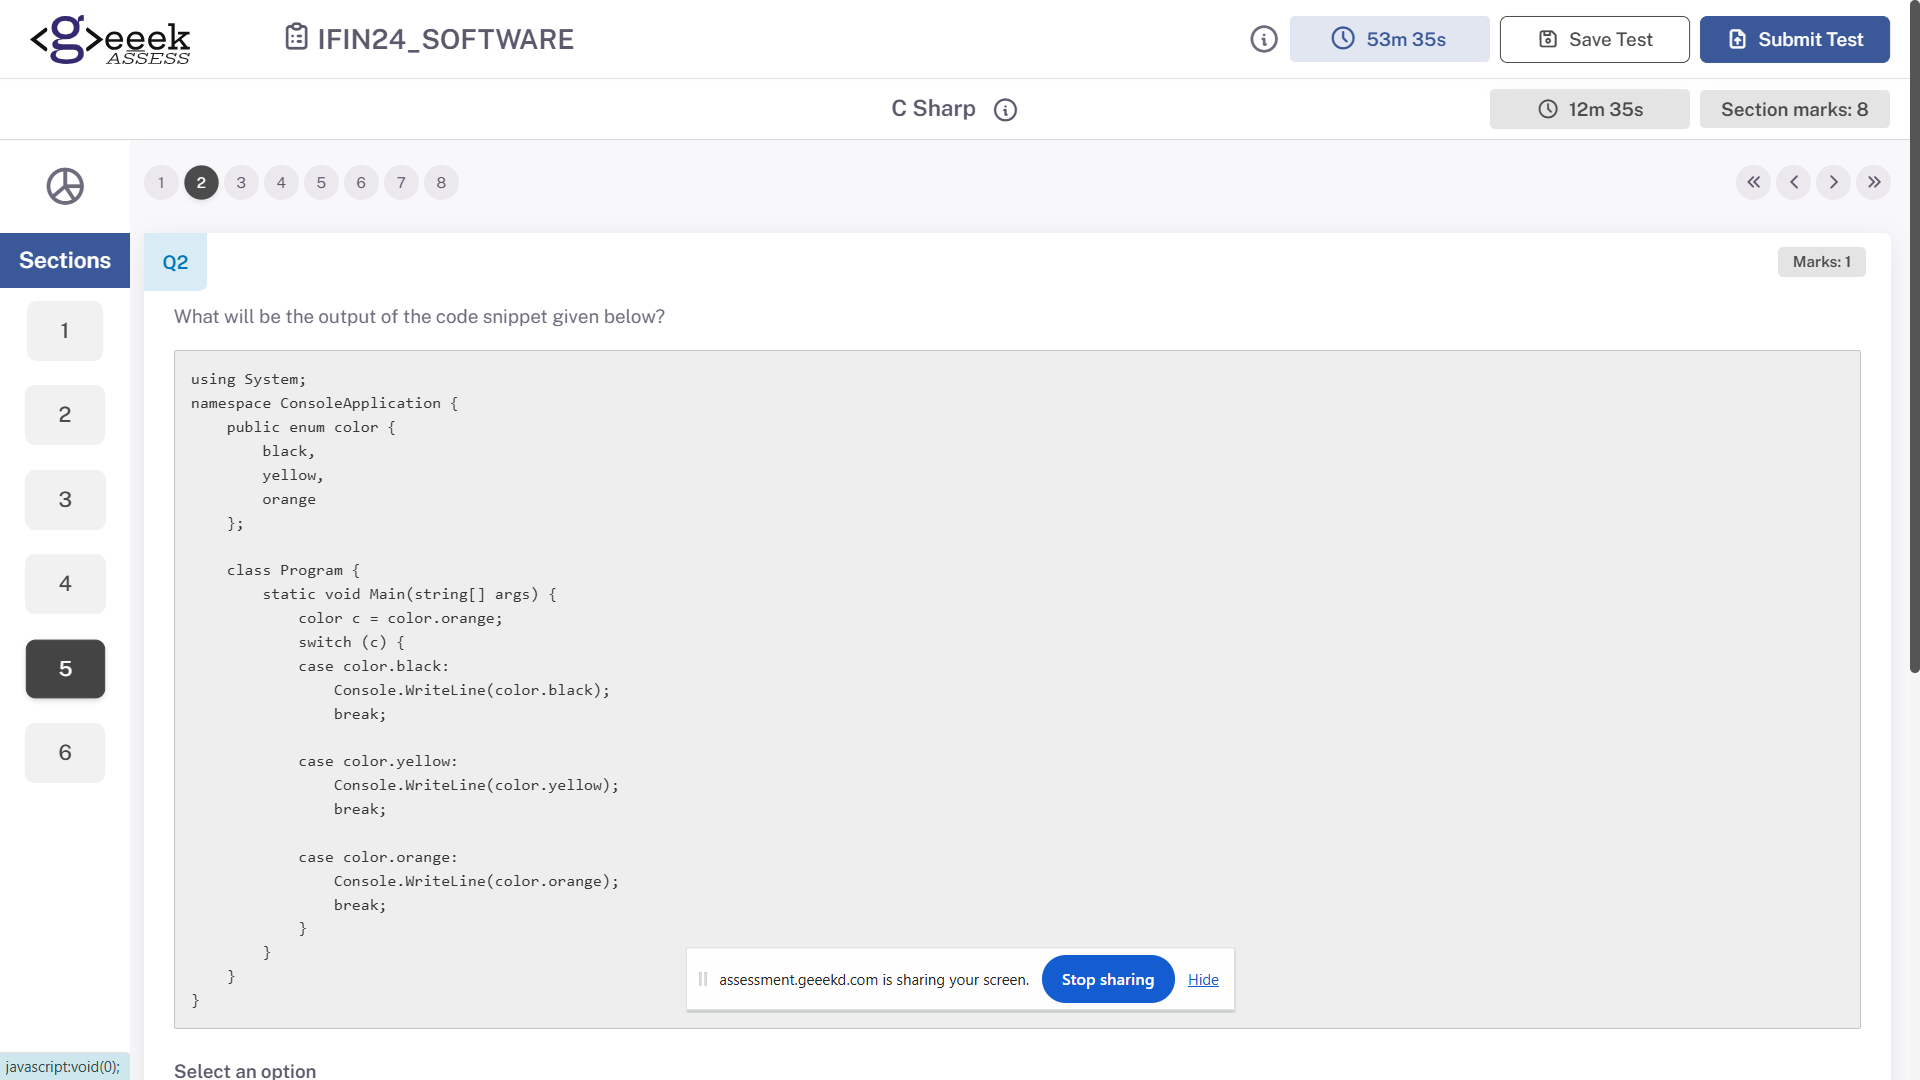 <g>eeek
ASSESS
IFIN24_SOFTWARE
53m 35s
Save Test
Submit Test
C Sharp
12m 35s
Section marks: 8
1 2 3 4 5 6 7 8
Sections
1
2
3
4
5
6
Q2
Marks: 1
What will be the output of the code snippet given below?
using System;
namespace ConsoleApplication {
    public enum color {
        black,
        yellow,
        orange
    };

    class Program {
        static void Main(string[] args) {
            color c = color.orange;
            switch (c) {
            case color.black:
                Console.WriteLine(color.black);
                break;

            case color.yellow:
                Console.WriteLine(color.yellow);
                break;

            case color.orange:
                Console.WriteLine(color.orange);
                break;
            }
        }
    }
}
assessment.geeekd.com is sharing your screen.
Stop sharing
Hide
Select an option
javascript:void(0);